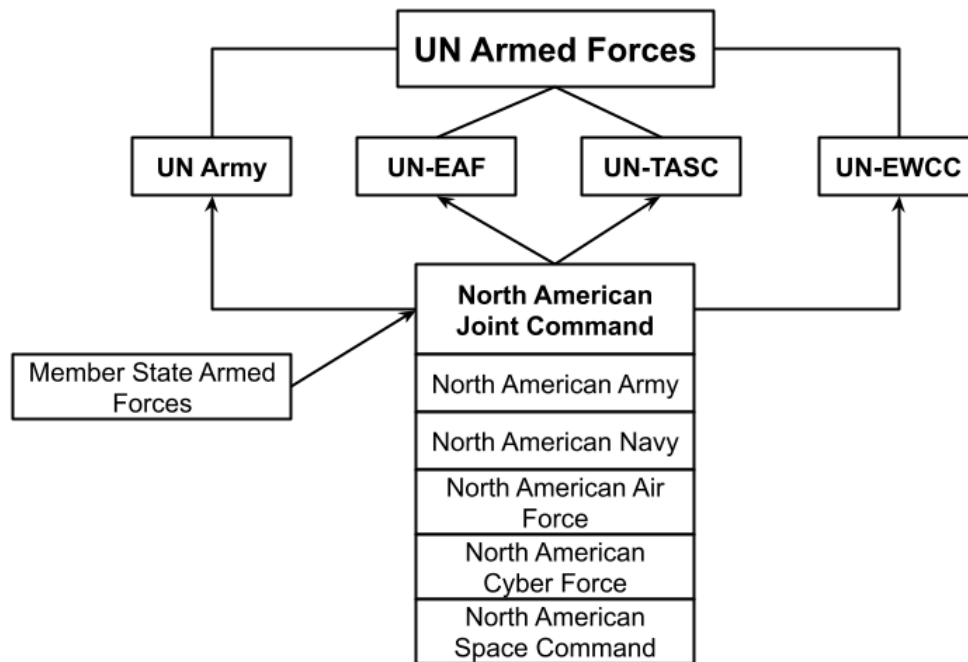 UN Armed Forces
UN Army
UN-EAF
UN-TASC
UN-EWCC
North American
Joint Command
Member State Armed
Forces
North American Army
North American Navy
North American Air
Force
North American
Cyber Force
North American
Space Command